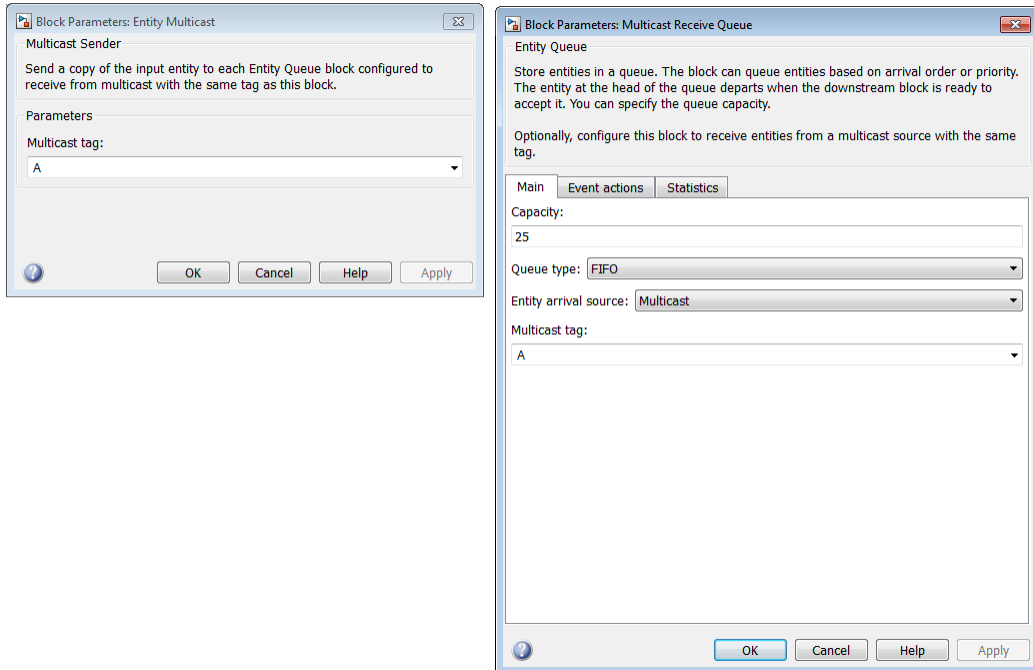 Block Parameters: Entity Multicast
Multicast Sender
Send a copy of the input entity to each Entity Queue block configured to
receive from multicast with the same tag as this block.
Parameters
Multicast tag:
A
OK Cancel Help Apply
Block Parameters: Multicast Receive Queue
Entity Queue
Store entities in a queue. The block can queue entities based on arrival order or priority.
The entity at the head of the queue departs when the downstream block is ready to
accept it. You can specify the queue capacity.
Optionally, configure this block to receive entities from a multicast source with the same
tag.
Main Event actions Statistics
Capacity:
25
Queue type: FIFO
Entity arrival source: Multicast
Multicast tag:
A
OK Cancel Help Apply